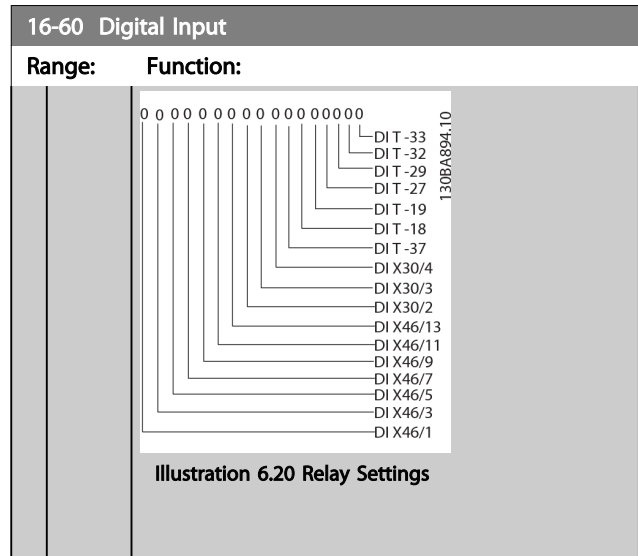 16-60 Digital Input
Range: Function:
0 0 0 0 0 0 0 0 0 0 0 0 0 0 0 0 0
DI T -33
DI T -32
DI T -29
DI T -27
DI T -19
DI T -18
DI T -37
DI X30/4
DI X30/3
DI X30/2
DI X46/13
DI X46/11
DI X46/9
DI X46/7
DI X46/5
DI X46/3
DI X46/1
130BA894.10
Illustration 6.20 Relay Settings